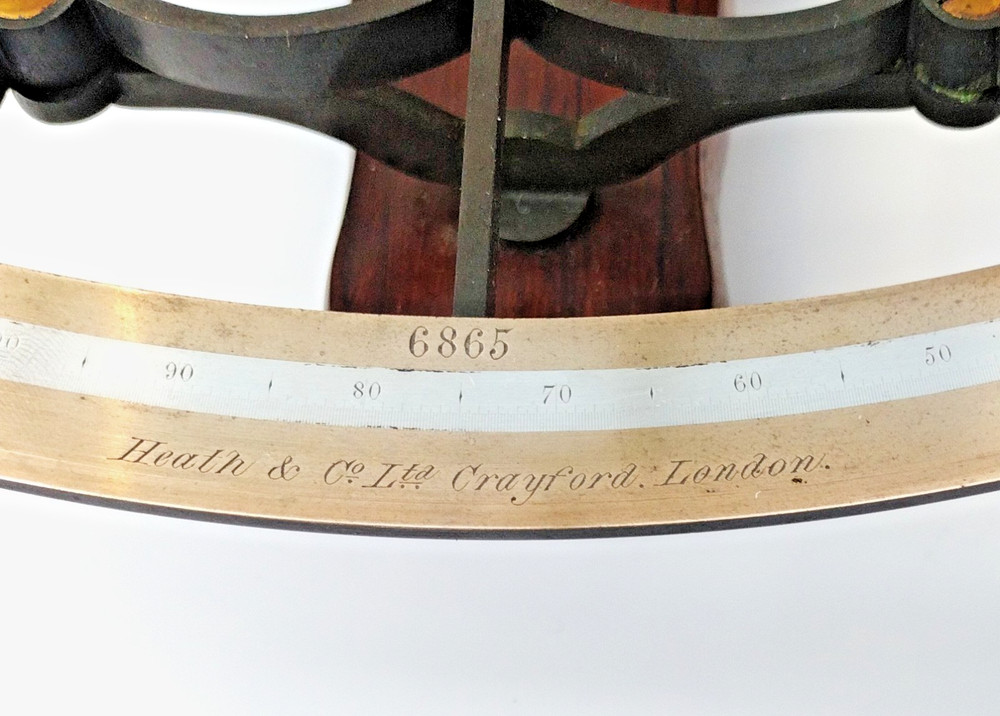 6865
90 80 70 60 50
Heath & Co. Ltd Crayford. London.